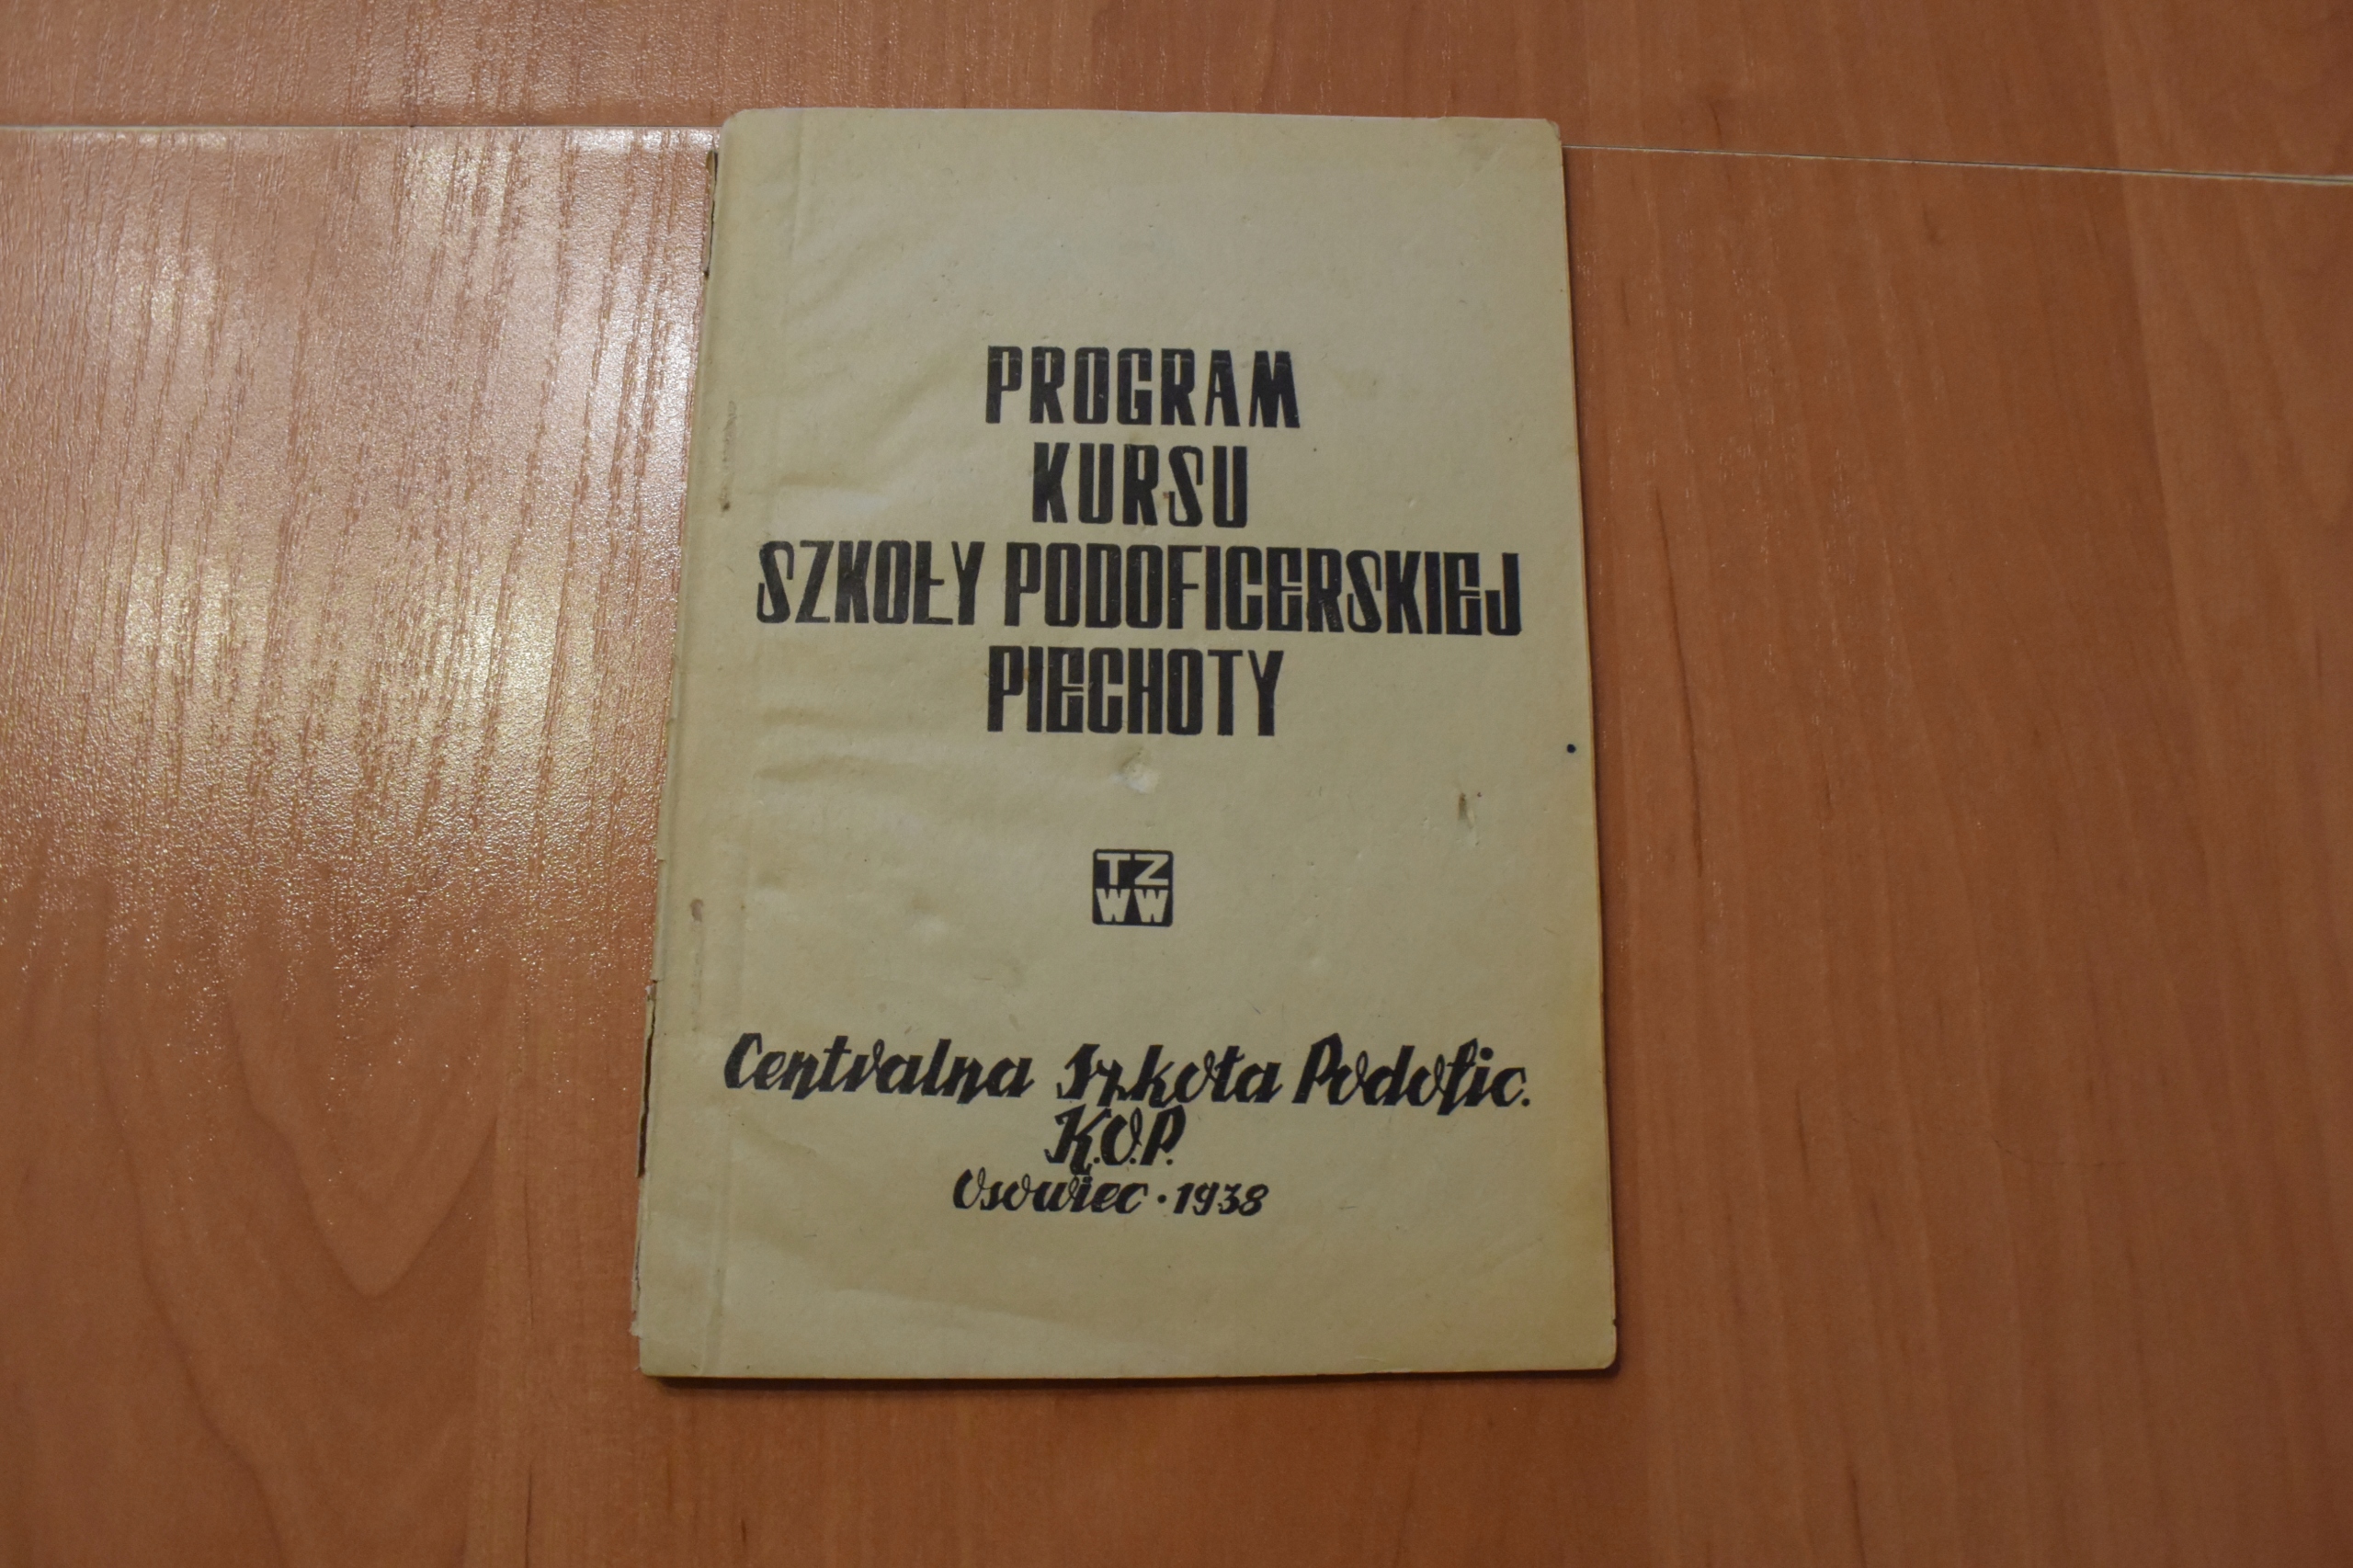 PROGRAM
KURSU
SZKOŁY PODOFICERSKIEJ
PIECHOTY
TZ
WW
Centralna Szkoła Podofic.
K.O.P.
Osowiec · 1938